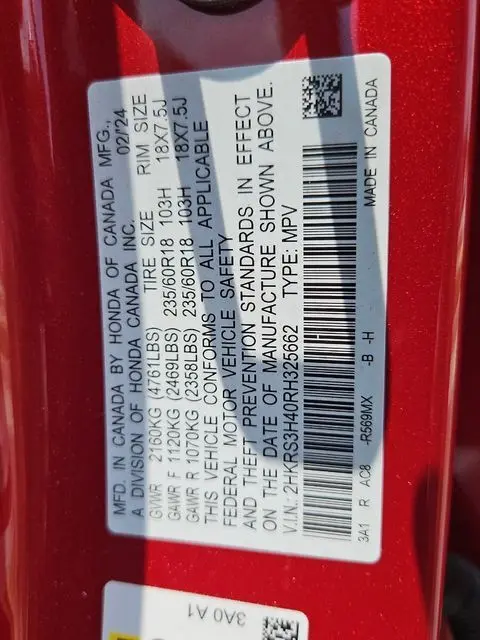 MFD. IN CANADA BY HONDA OF CANADA MFG.,
A DIVISION OF HONDA CANADA INC. 02/'24
GVWR 2160KG (4761LBS) TIRE SIZE RIM SIZE
GAWR F 1120KG (2469LBS) 235/60R18 103H 18X7.5J
GAWR R 1070KG (2358LBS) 235/60R18 103H 18X7.5J
THIS VEHICLE CONFORMS TO ALL APPLICABLE
FEDERAL MOTOR VEHICLE SAFETY
AND THEFT PREVENTION STANDARDS IN EFFECT
ON THE DATE OF MANUFACTURE SHOWN ABOVE.
V.I.N. 2HKRS3H40RH325662 TYPE: MPV
3A1 R AC8 -R569MX -B -H MADE IN CANADA
3A0 A1